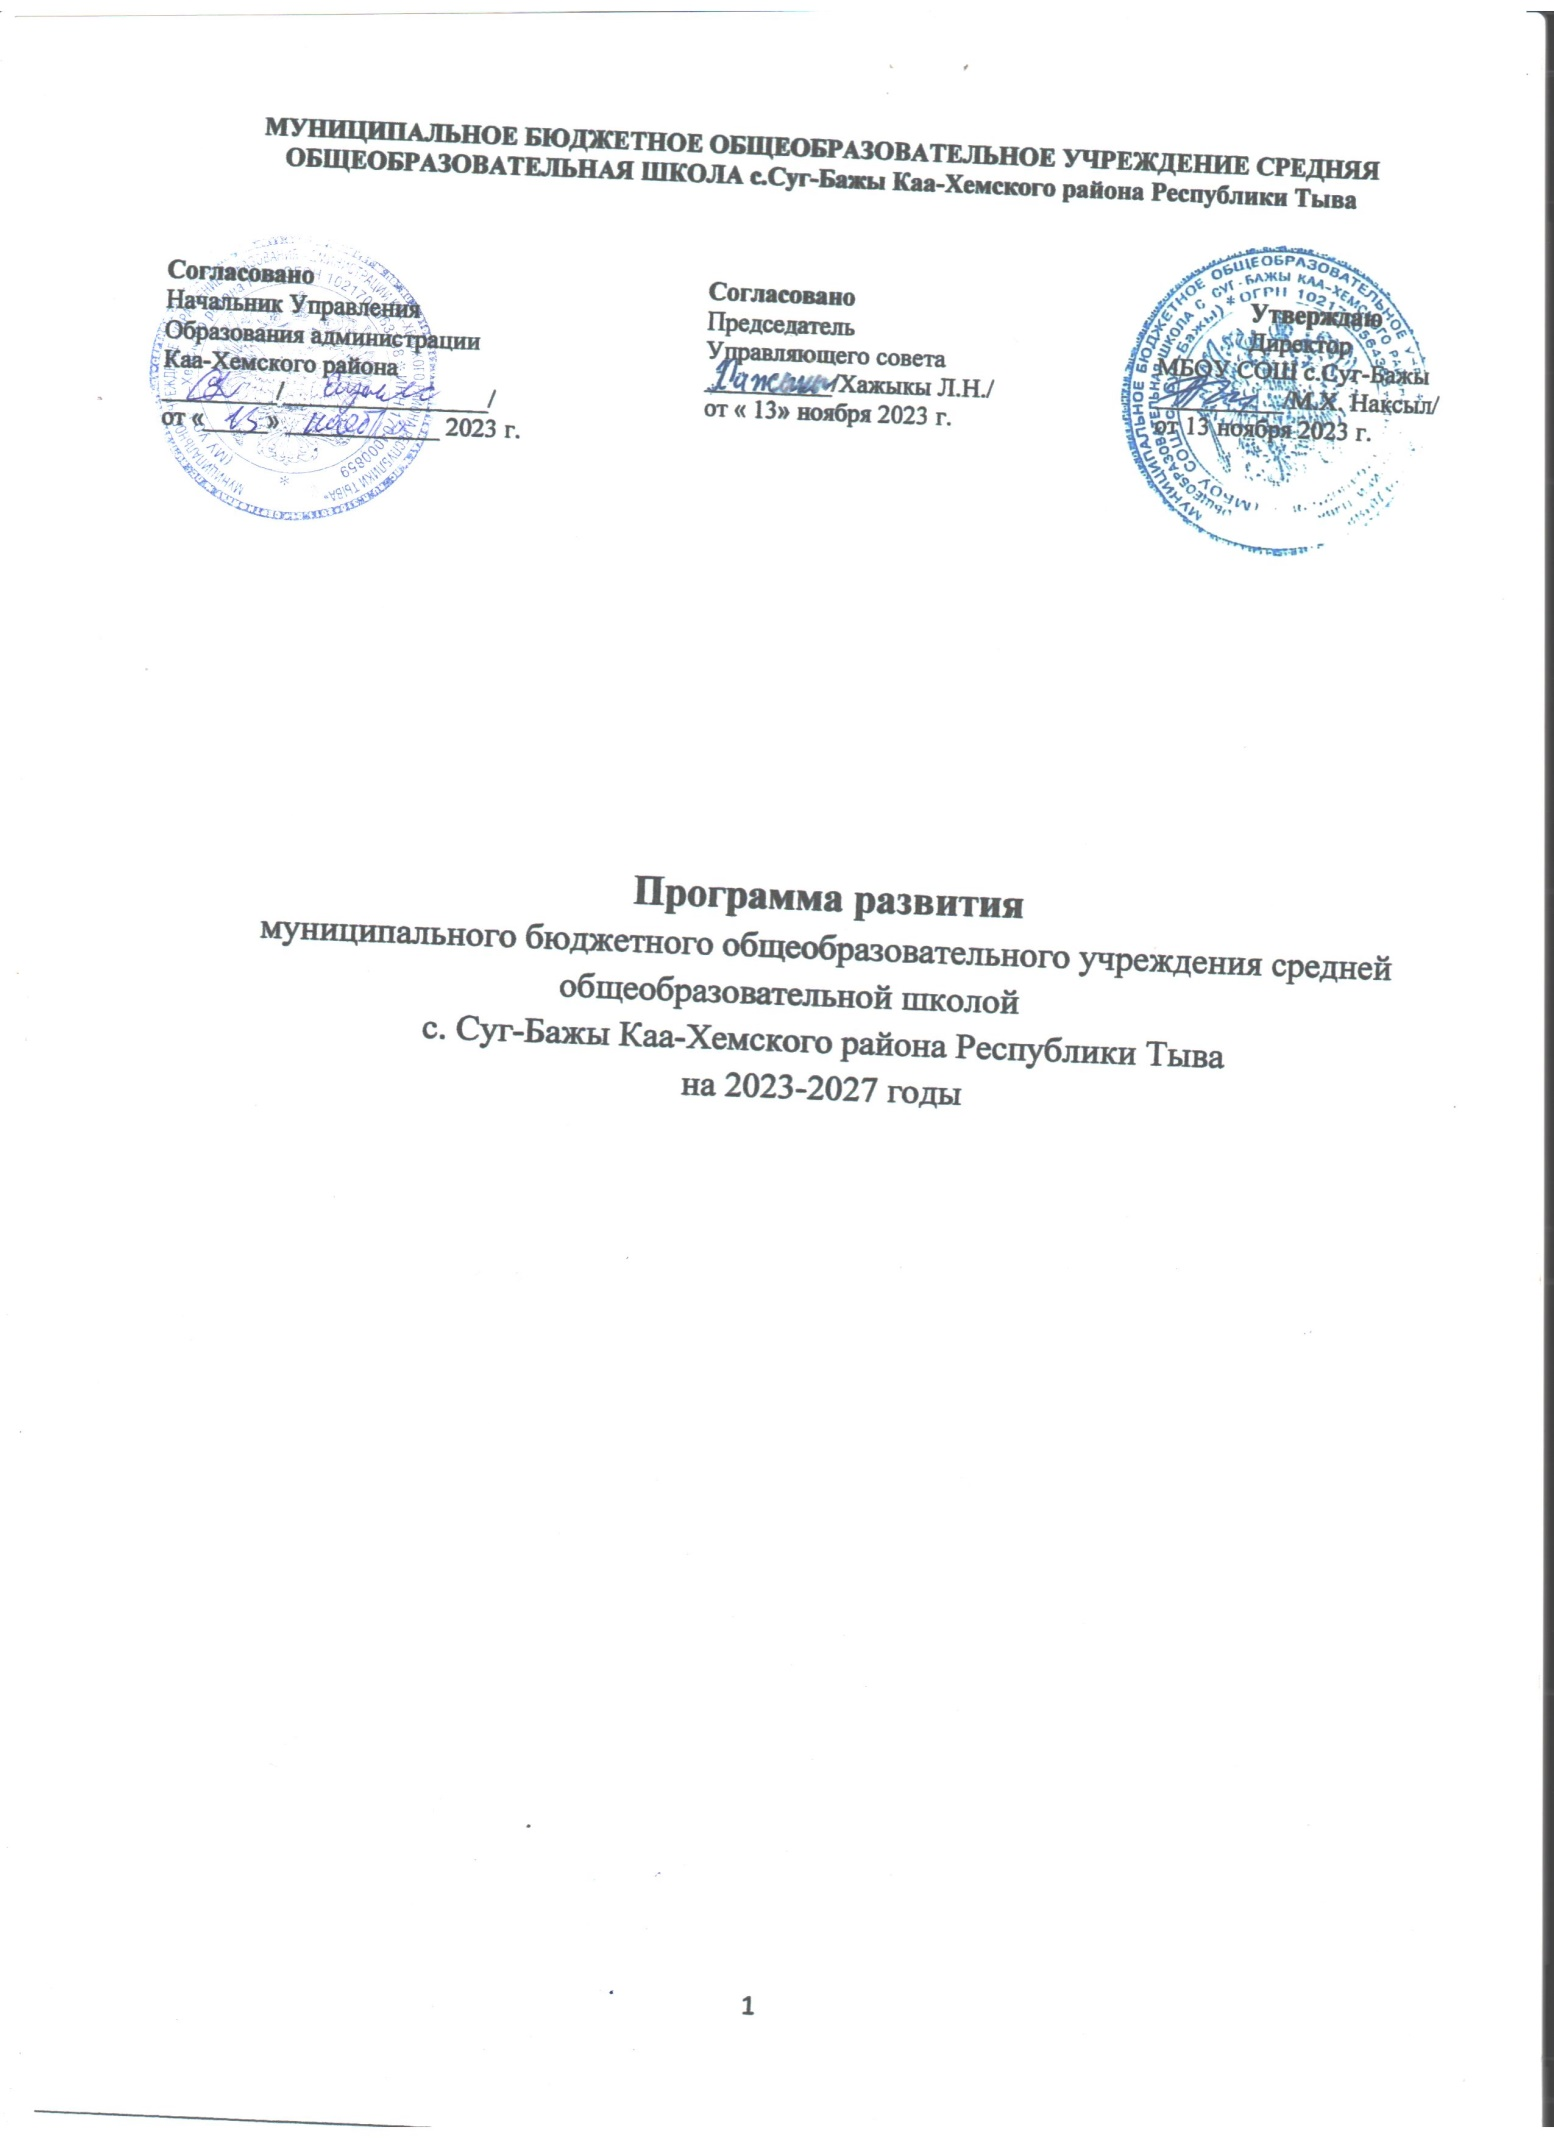 МУНИЦИПАЛЬНОЕ БЮДЖЕТНОЕ ОБЩЕОБРАЗОВАТЕЛЬНОЕ УЧРЕЖДЕНИЕ СРЕДНЯЯ
ОБЩЕОБРАЗОВАТЕЛЬНАЯ ШКОЛА с.Суг-Бажы Каа-Хемского района Республики Тыва
Согласовано
Начальник Управления
Образования администрации
Каа-Хемского района
/ /
от « 13 » 2023 г.
Согласовано
Председатель
Управляющего совета
/Хажыкы Л.Н./
от « 13» ноября 2023 г.
Утверждаю
Директор
МБОУ СОШ с.Суг-Бажы
/М.Х. Наксыл/
от 13 ноября 2023 г.
Программа развития
муниципального бюджетного общеобразовательного учреждения средней
общеобразовательной школой
с. Суг-Бажы Каа-Хемского района Республики Тыва
на 2023-2027 годы
1